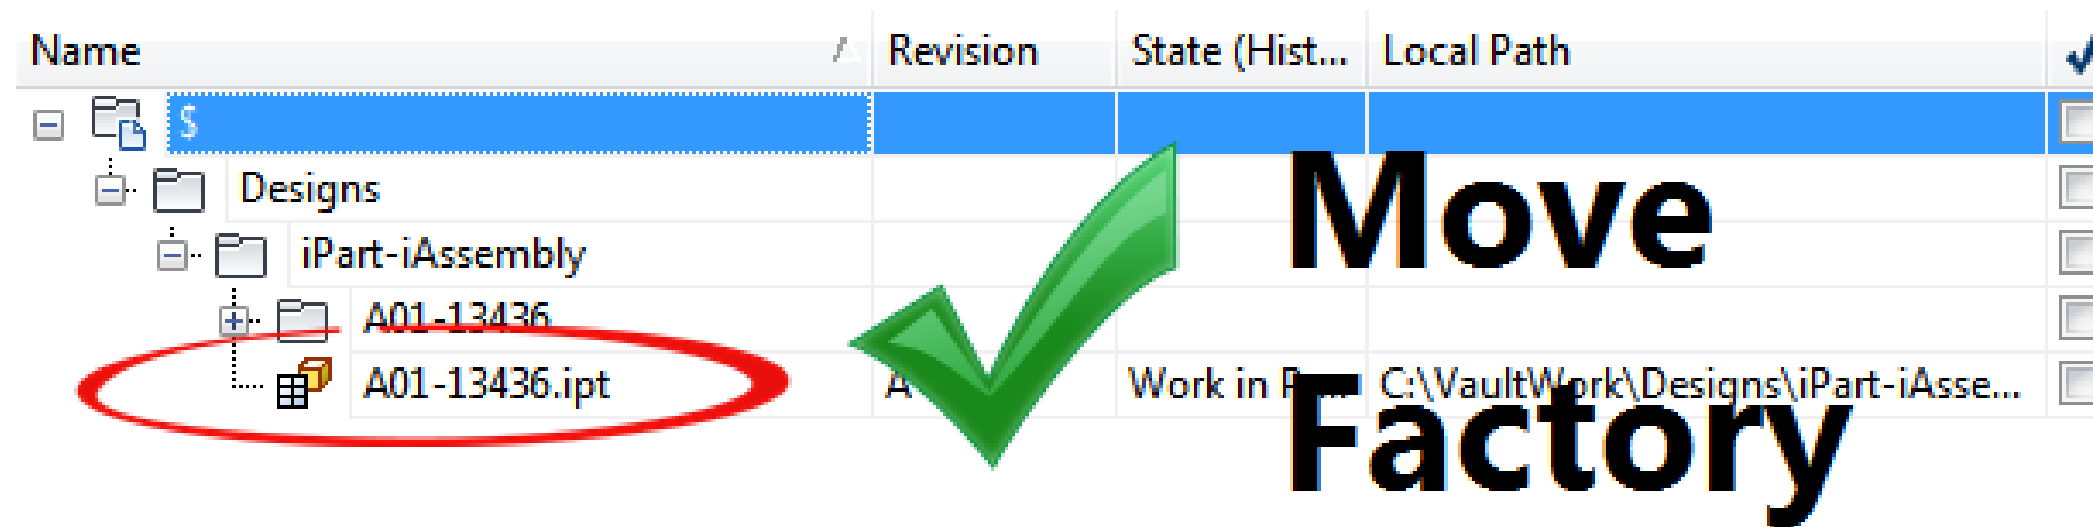 Name Revision State (Hist... Local Path
$
Designs
iPart-iAssembly
A01-13436
A01-13436.ipt A Work in P... C:\VaultWork\Designs\iPart-iAsse...
Move
Factory